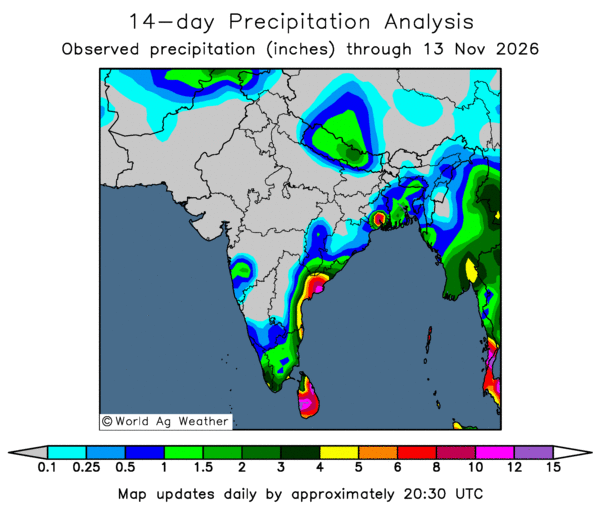 14-day Precipitation Analysis
Observed precipitation (inches) through 13 Nov 2026
©World Ag Weather
0.1 0.25 0.5 1 1.5 2 3 4 5 6 8 10 12 15
Map updates daily by approximately 20:30 UTC